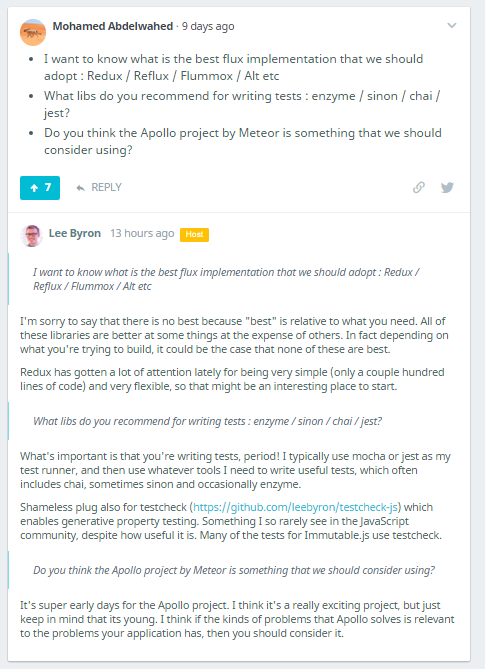 Mohamed Abdelwahed · 9 days ago
• I want to know what is the best flux implementation that we should
adopt : Redux / Reflux / Flummox / Alt etc
• What libs do you recommend for writing tests : enzyme / sinon / chai /
jest?
• Do you think the Apollo project by Meteor is something that we should
consider using?
7 REPLY
Lee Byron 13 hours ago Host
I want to know what is the best flux implementation that we should adopt : Redux /
Reflux / Flummox / Alt etc
I'm sorry to say that there is no best because "best" is relative to what you need. All of
these libraries are better at some things at the expense of others. In fact depending on
what you're trying to build, it could be the case that none of these are best.
Redux has gotten a lot of attention lately for being very simple (only a couple hundred
lines of code) and very flexible, so that might be an interesting place to start.
What libs do you recommend for writing tests : enzyme / sinon / chai / jest?
What's important is that you're writing tests, period! I typically use mocha or jest as my
test runner, and then use whatever tools I need to write useful tests, which often
includes chai, sometimes sinon and occasionally enzyme.
Shameless plug also for testcheck (https://github.com/leebyron/testcheck-js) which
enables generative property testing. Something I so rarely see in the JavaScript
community, despite how useful it is. Many of the tests for Immutable.js use testcheck.
Do you think the Apollo project by Meteor is something that we should consider using?
It's super early days for the Apollo project. I think it's a really exciting project, but just
keep in mind that its young. I think if the kinds of problems that Apollo solves is relevant
to the problems your application has, then you should consider it.